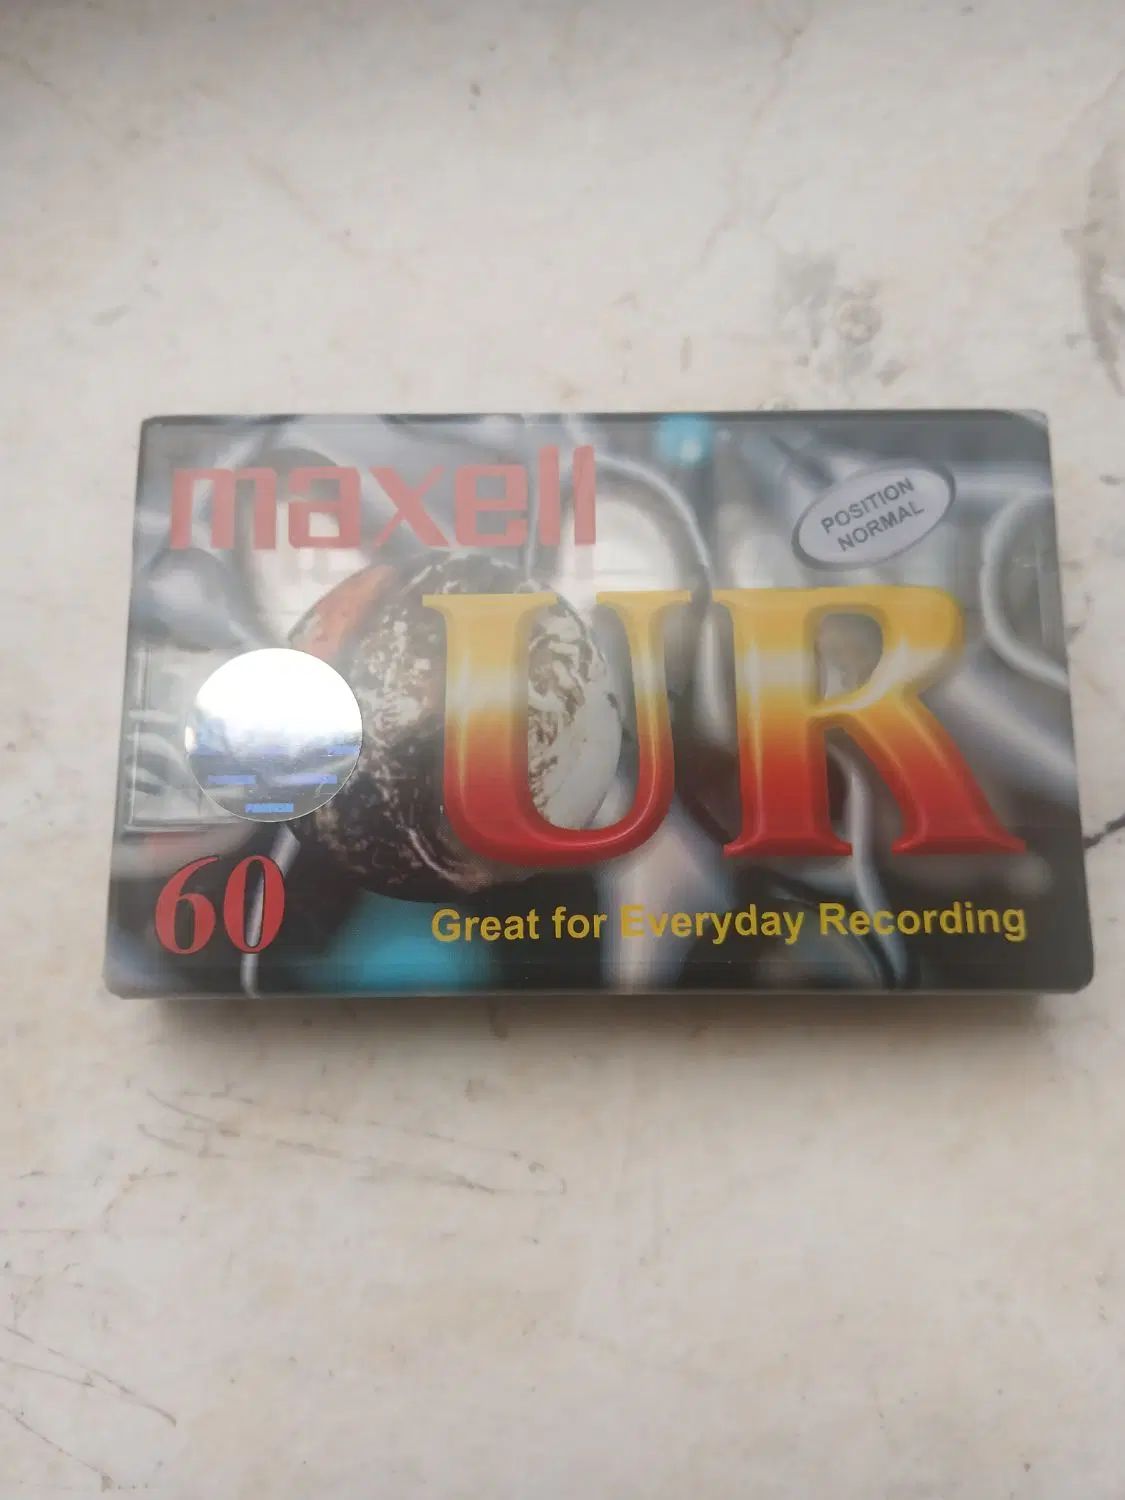 maxell
POSITION
NORMAL
UR
60
Great for Everyday Recording